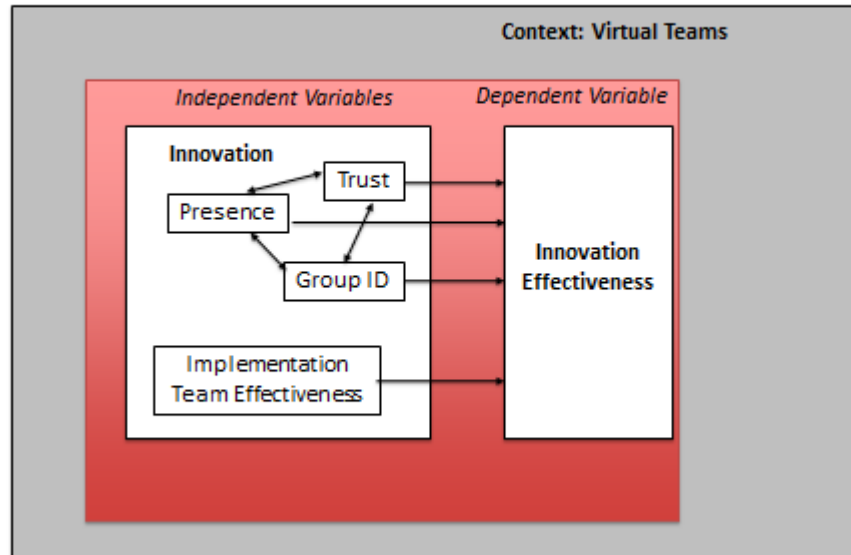 Context: Virtual Teams
Independent Variables
Dependent Variable
Innovation
Trust
Presence
Group ID
Implementation
Team Effectiveness
Innovation
Effectiveness